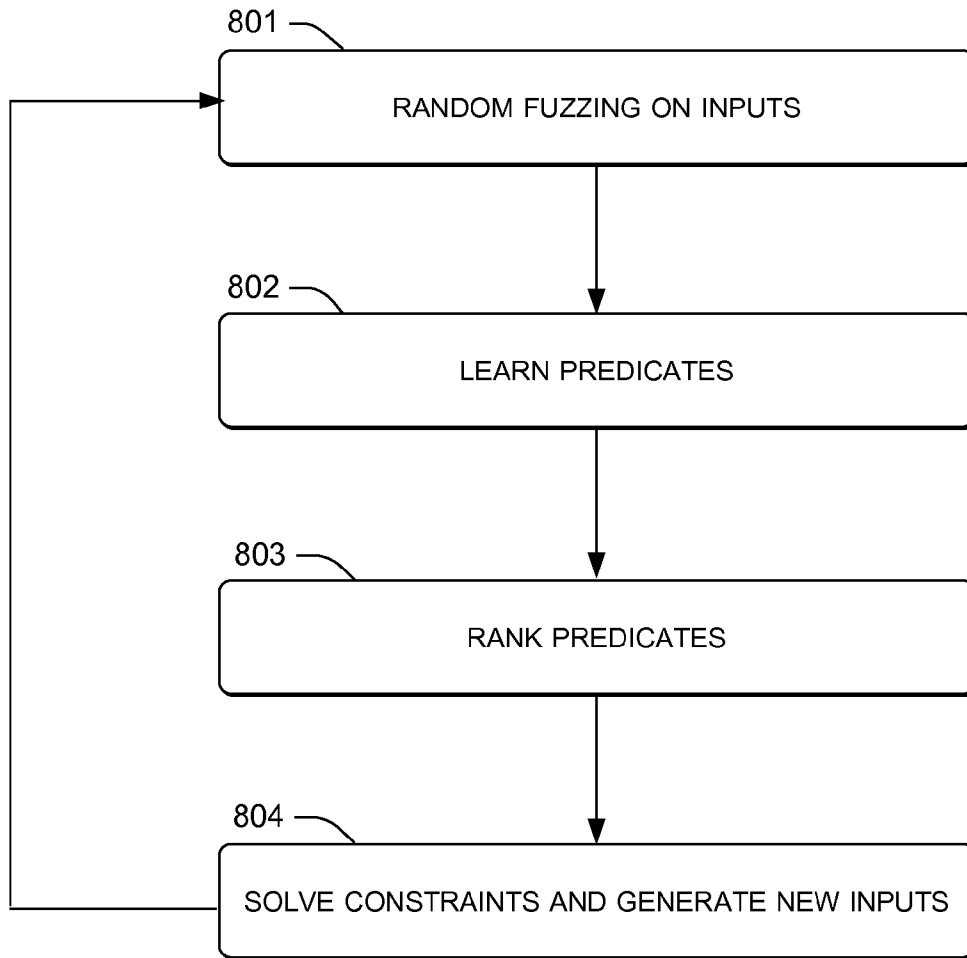 801
RANDOM FUZZING ON INPUTS
802
LEARN PREDICATES
803
RANK PREDICATES
804
SOLVE CONSTRAINTS AND GENERATE NEW INPUTS